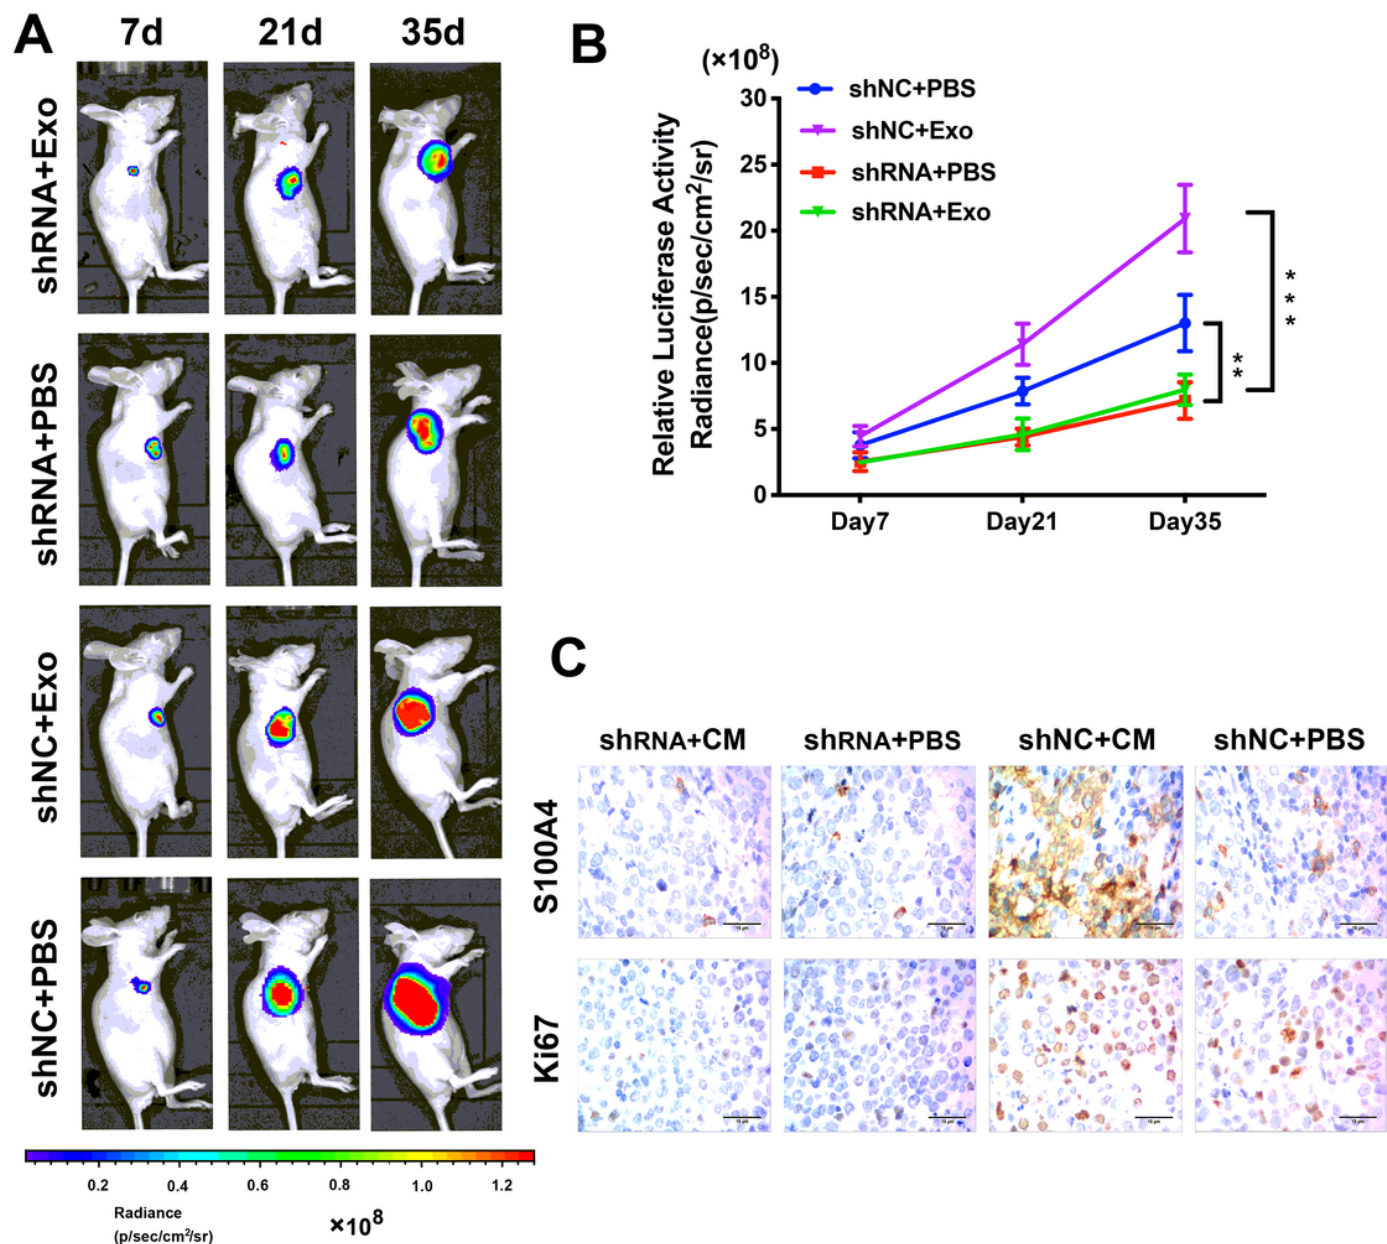 A
7d 21d 35d
shRNA+Exo
shRNA+PBS
shNC+Exo
shNC+PBS
0.2 0.4 0.6 0.8 1.0 1.2
Radiance
(p/sec/cm²/sr)
×10⁸
B
(×10⁸)
Relative Luciferase Activity
Radiance(p/sec/cm²/sr)
30
25
20
15
10
5
0
shNC+PBS
shNC+Exo
shRNA+PBS
shRNA+Exo
***
**
Day7 Day21 Day35
C
shRNA+CM shRNA+PBS shNC+CM shNC+PBS
S100A4
Ki67